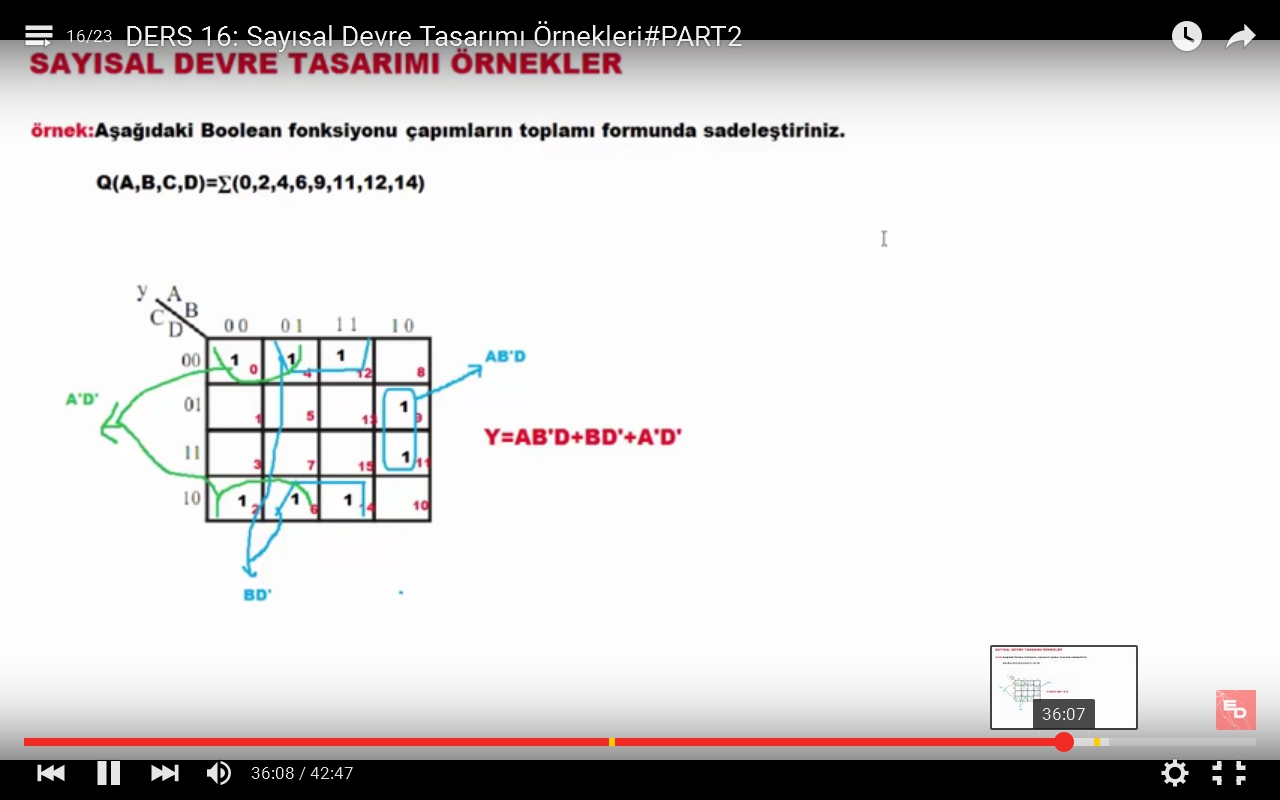 16/23 DERS 16: Sayısal Devre Tasarımı Örnekleri#PART2
SAYISAL DEVRE TASARIMI ÖRNEKLER
örnek:Aşağıdaki Boolean fonksiyonu çapımların toplamı formunda sadeleştiriniz.
Q(A,B,C,D)=∑(0,2,4,6,9,11,12,14)
y A
B
C
D
00 01 11 10
00 1 0 1 4 1 12 8
01 1 5 13 1 9
11 3 7 15 1 11
10 1 2 1 6 1 14 10
AB'D
A'D'
Y=AB'D+BD'+A'D'
BD'
36:07
ED
36:08 / 42:47